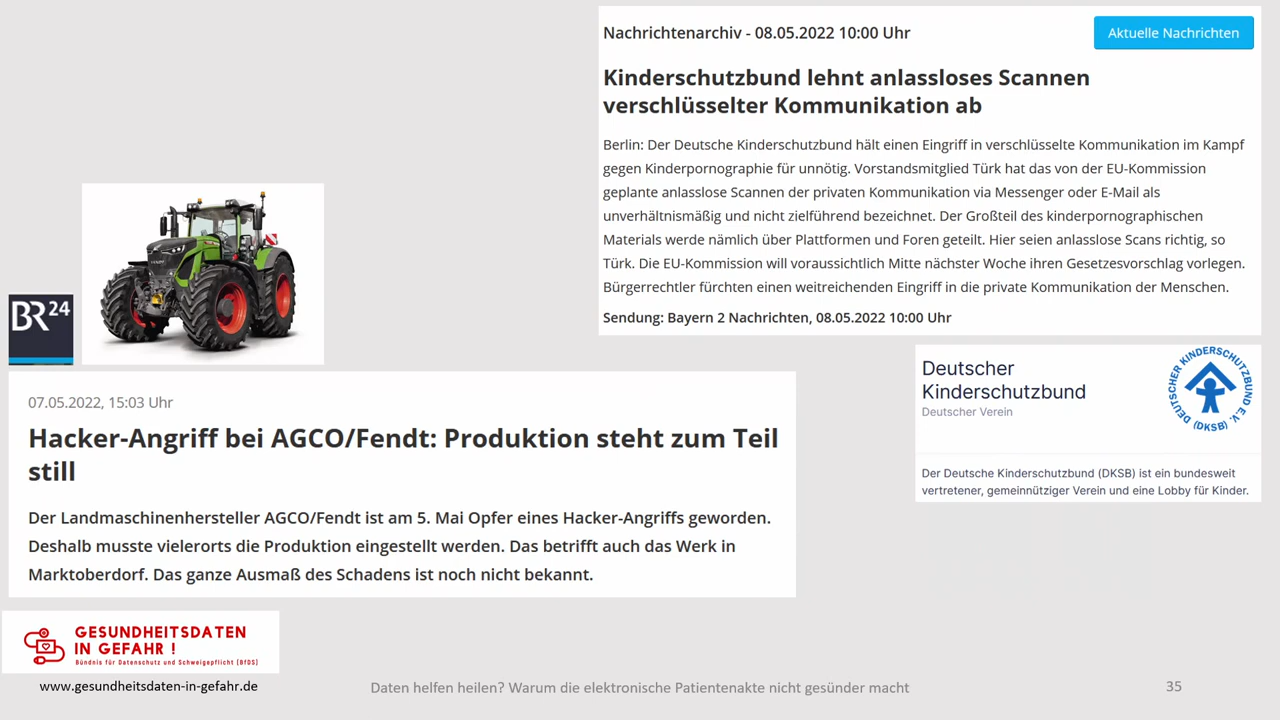 Nachrichtenarchiv - 08.05.2022 10:00 Uhr
Aktuelle Nachrichten
Kinderschutzbund lehnt anlassloses Scannen
verschlüsselter Kommunikation ab
Berlin: Der Deutsche Kinderschutzbund hält einen Eingriff in verschlüsselte Kommunikation im Kampf
gegen Kinderpornographie für unnötig. Vorstandsmitglied Türk hat das von der EU-Kommission
geplante anlasslose Scannen der privaten Kommunikation via Messenger oder E-Mail als
unverhältnismäßig und nicht zielführend bezeichnet. Der Großteil des kinderpornographischen
Materials werde nämlich über Plattformen und Foren geteilt. Hier seien anlasslose Scans richtig, so
Türk. Die EU-Kommission will voraussichtlich Mitte nächster Woche ihren Gesetzesvorschlag vorlegen.
Bürgerrechtler fürchten einen weitreichenden Eingriff in die private Kommunikation der Menschen.
Sendung: Bayern 2 Nachrichten, 08.05.2022 10:00 Uhr
BR24
Deutscher
Kinderschutzbund
Deutscher Verein
DEUTSCHER KINDERSCHUTZBUND E.V.
(DKSB)
Der Deutsche Kinderschutzbund (DKSB) ist ein bundesweit
vertretener, gemeinnütziger Verein und eine Lobby für Kinder.
07.05.2022, 15:03 Uhr
Hacker-Angriff bei AGCO/Fendt: Produktion steht zum Teil
still
Der Landmaschinenhersteller AGCO/Fendt ist am 5. Mai Opfer eines Hacker-Angriffs geworden.
Deshalb musste vielerorts die Produktion eingestellt werden. Das betrifft auch das Werk in
Marktoberdorf. Das ganze Ausmaß des Schadens ist noch nicht bekannt.
GESUNDHEITSDATEN
IN GEFAHR !
Bündnis für Datenschutz und Schweigepflicht (BfDS)
www.gesundheitsdaten-in-gefahr.de
Daten helfen heilen? Warum die elektronische Patientenakte nicht gesünder macht
35